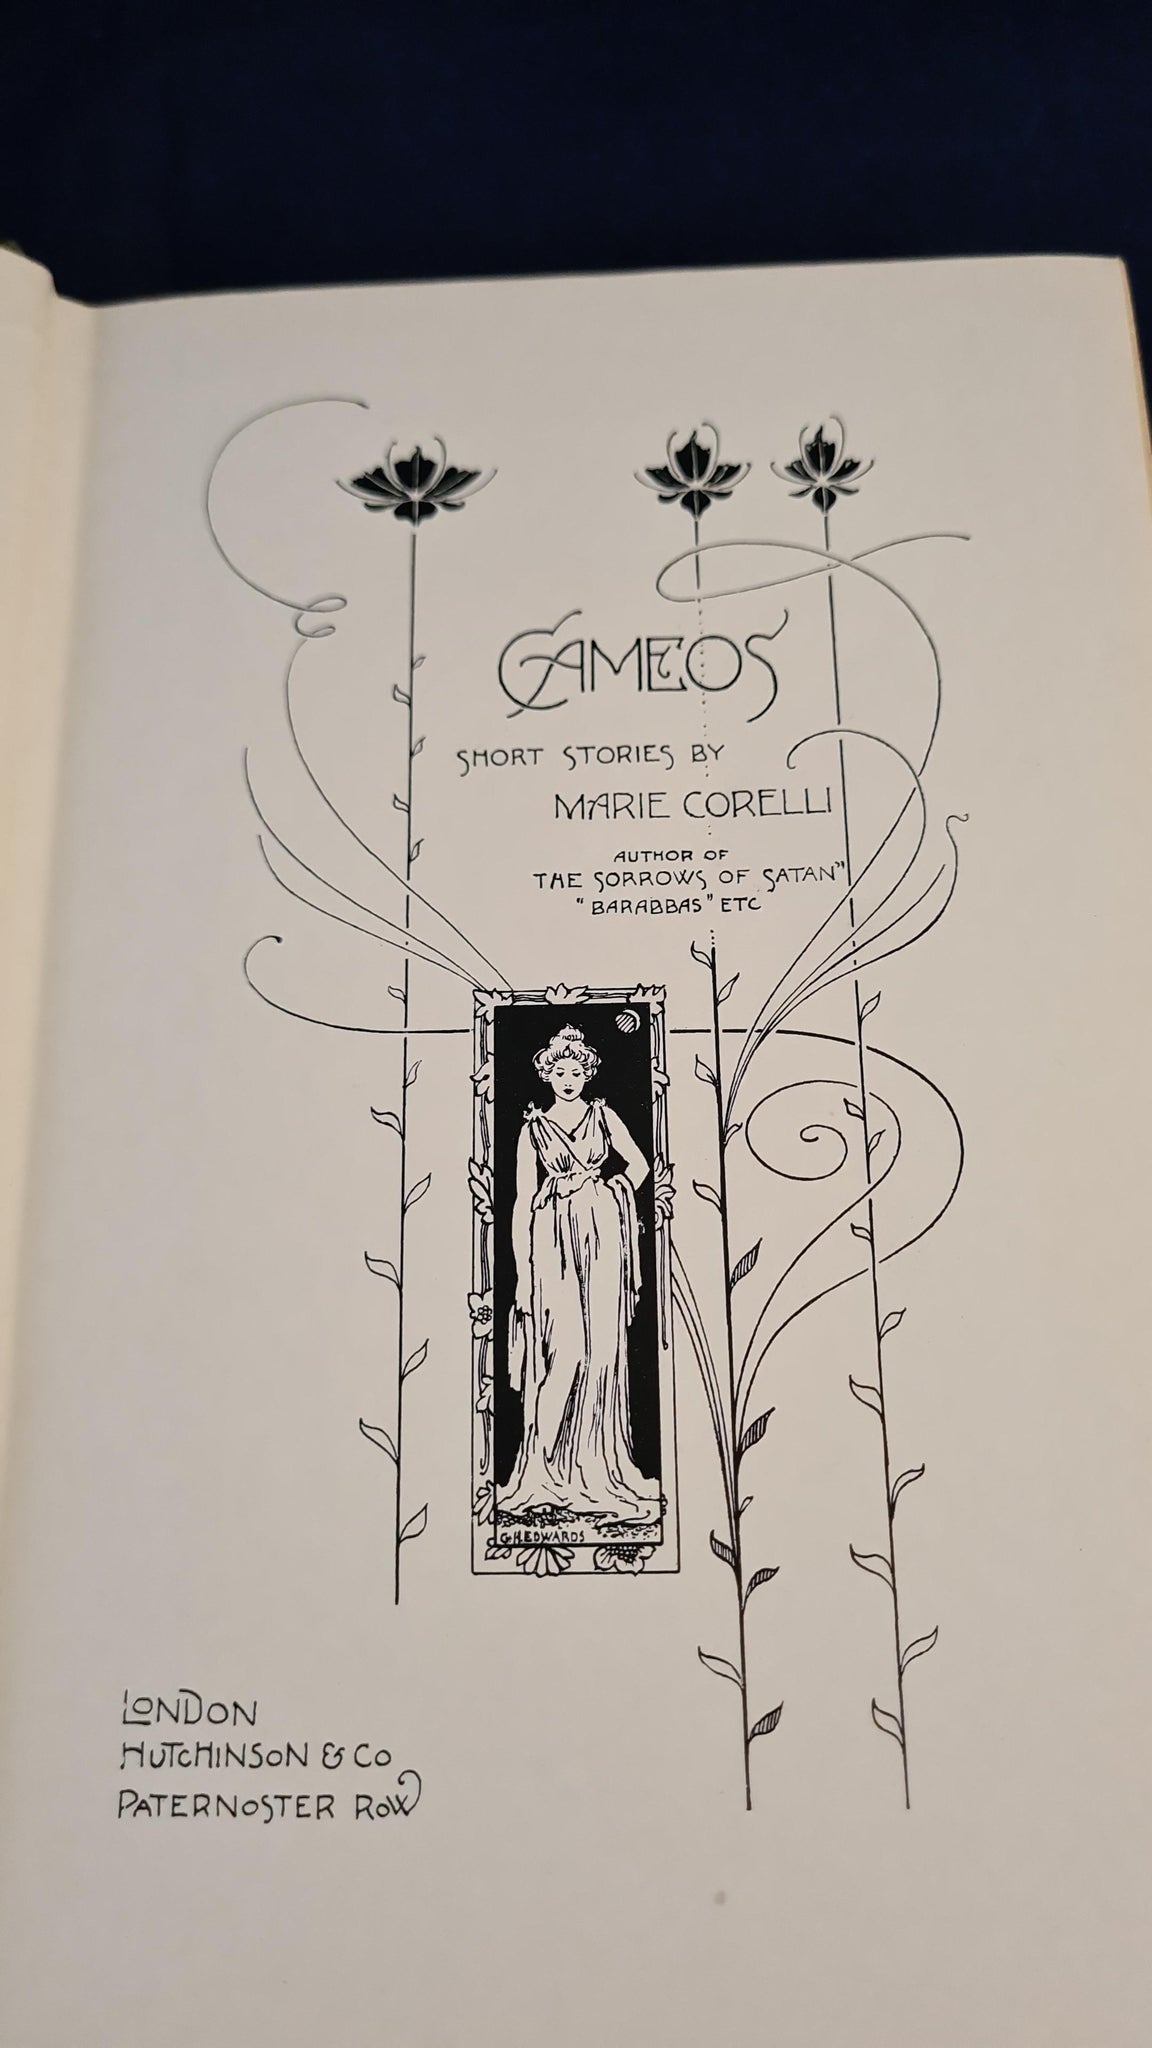 CAMEOS
SHORT STORIES BY
MARIE CORELLI
AUTHOR OF
THE SORROWS OF SATAN"
"BARABBAS" ETC
G.H.EDWARDS
LONDON
HUTCHINSON & CO
PATERNOSTER ROW